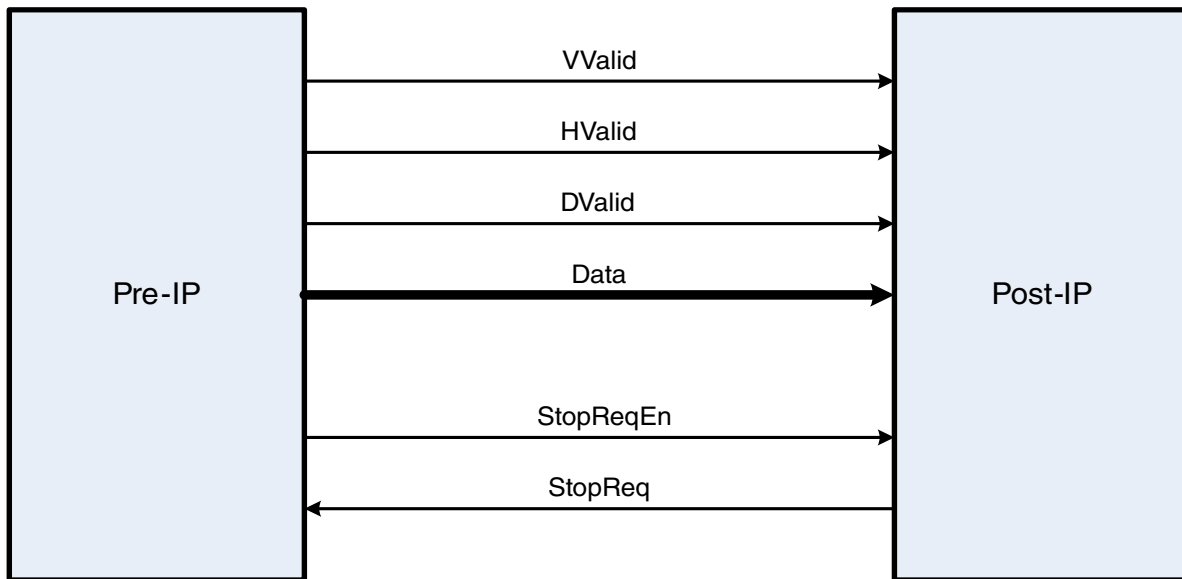 VValid
HValid
DValid
Data
Pre-IP
Post-IP
StopReqEn
StopReq